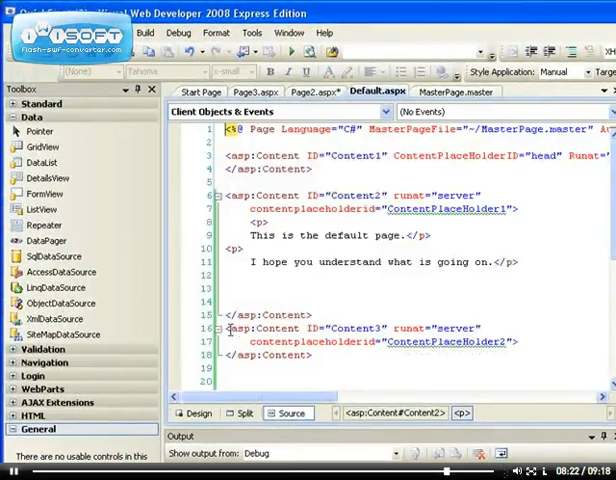 Visual Web Developer 2008 Express Edition
iWiSOFT
flash-swf-converter.com
Build Debug Format Tools Window Help
(None) Tahoma x-small B I U A Style Application: Manual
Toolbox
Start Page Page3.aspx Page2.aspx* Default.aspx MasterPage.master
Client Objects & Events (No Events)
Standard
Data
Pointer
GridView
DataList
DetailsView
FormView
ListView
Repeater
DataPager
SqlDataSource
AccessDataSource
LinqDataSource
ObjectDataSource
XmlDataSource
SiteMapDataSource
Validation
Navigation
Login
WebParts
AJAX Extensions
HTML
General
There are no usable controls in this
1 <%@ Page Language="C#" MasterPageFile="~/MasterPage.master"
2
3 <asp:Content ID="Content1" ContentPlaceHolderID="head" Runat=
4 </asp:Content>
5
6 <asp:Content ID="Content2" runat="server"
7 contentplaceholderid="ContentPlaceHolder1">
8 <p>
9 This is the default page.</p>
10 <p>
11 I hope you understand what is going on.</p>
12
13
14
15 </asp:Content>
16 <asp:Content ID="Content3" runat="server"
17 contentplaceholderid="ContentPlaceHolder2">
18 </asp:Content>
19
20
Design Split Source <asp:Content#Content2> <p>
Output
Show output from: Debug
08:22 / 09:18